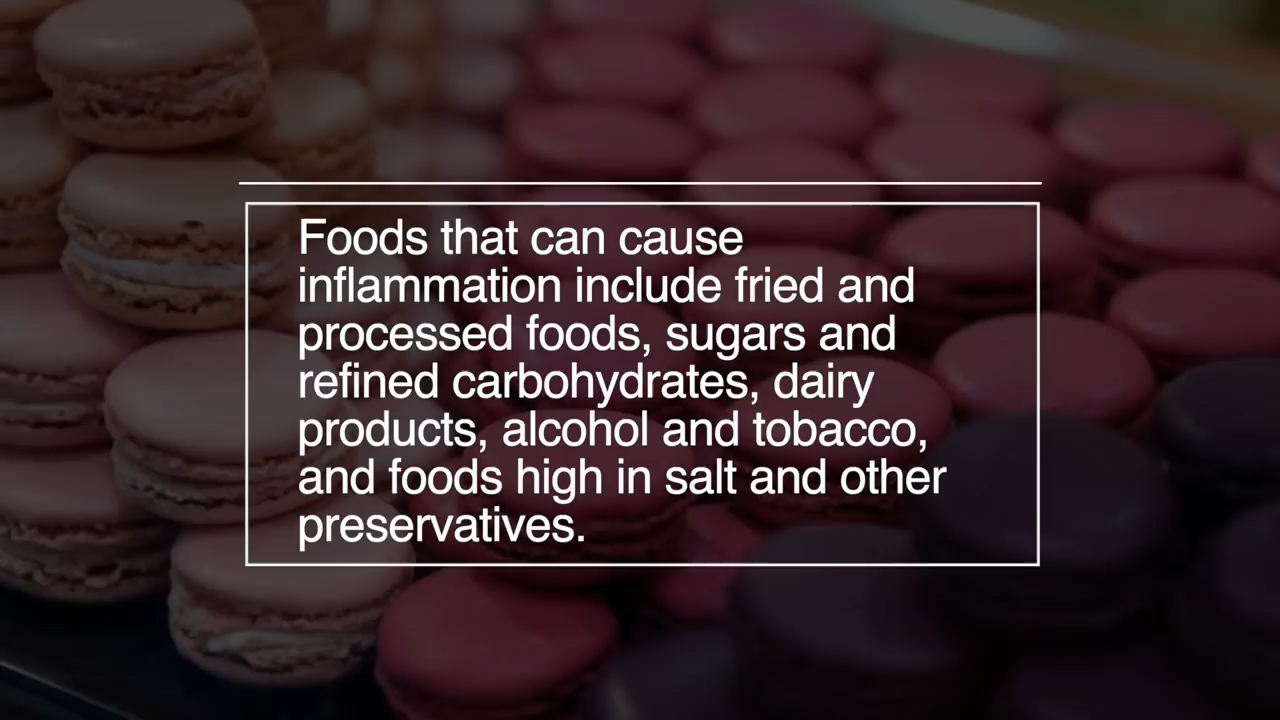 Foods that can cause
inflammation include fried and
processed foods, sugars and
refined carbohydrates, dairy
products, alcohol and tobacco,
and foods high in salt and other
preservatives.